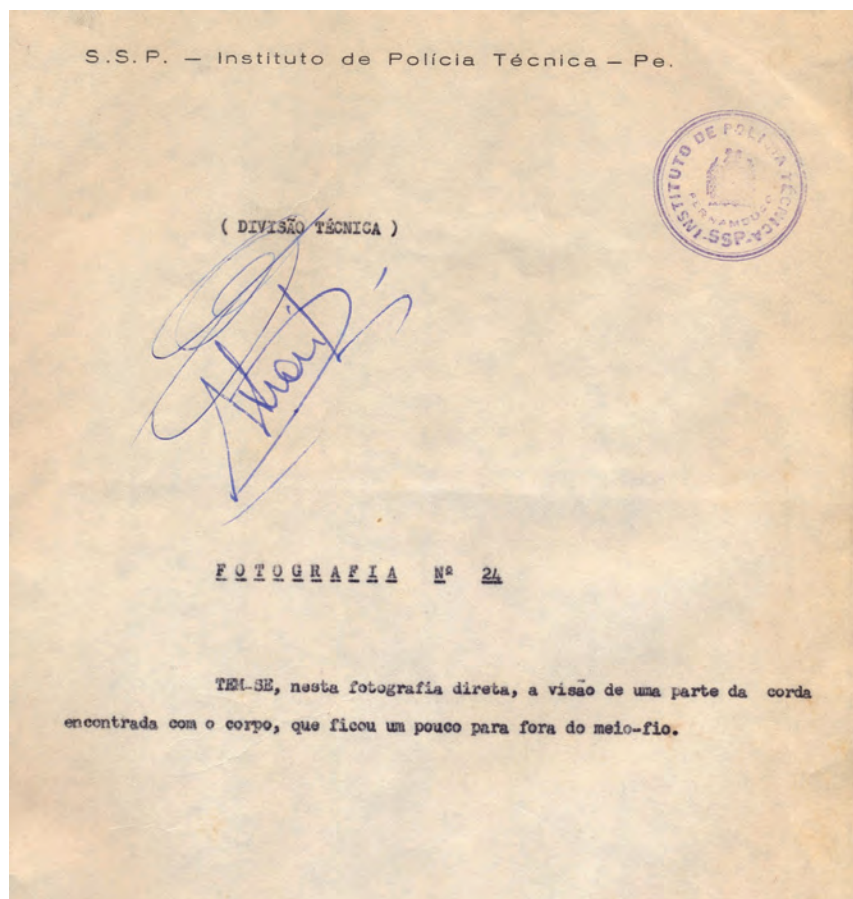 S.S.P. — Instituto de Polícia Técnica — Pe.
INSTITUTO DE POLÍCIA TÉCNICA
PERNAMBUCO
SSP
( DIVISÃO TÉCNICA )
FOTOGRAFIA Nº 24
TEM-SE, nesta fotografia direta, a visão de uma parte da corda
encontrada com o corpo, que ficou um pouco para fora do meio-fio.